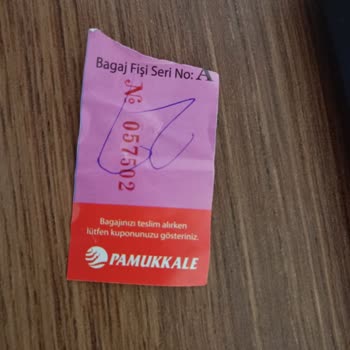 Bagaj Fişi Seri No: A
No 057502
Bagajınızı teslim alırken
lütfen kuponunuzu gösteriniz.
PAMUKKALE